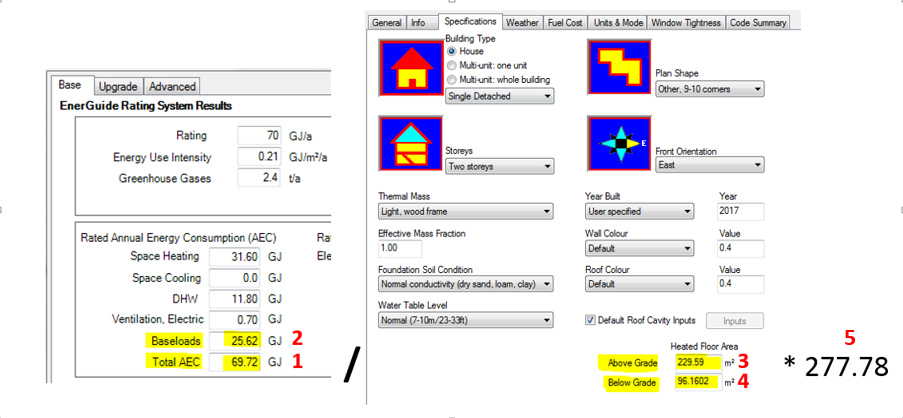 Base Upgrade Advanced
EnerGuide Rating System Results
Rating 70 GJ/a
Energy Use Intensity 0.21 GJ/m²/a
Greenhouse Gases 2.4 t/a
Rated Annual Energy Consumption (AEC) Ra
Space Heating 31.60 GJ Ele
Space Cooling 0.0 GJ
DHW 11.80 GJ
Ventilation, Electric 0.70 GJ
Baseloads 25.62 GJ 2
Total AEC 69.72 GJ 1
/
General Info Specifications Weather Fuel Cost Units & Mode Window Tightness Code Summary
Building Type
House
Multi-unit: one unit
Multi-unit: whole building
Single Detached
Plan Shape
Other, 9-10 corners
Storeys
Two storeys
E
Front Orientation
East
Thermal Mass
Light, wood frame
Year Built Year
User specified 2017
Effective Mass Fraction
1.00
Wall Colour Value
Default 0.4
Foundation Soil Condition
Normal conductivity (dry sand, loam, clay)
Roof Colour Value
Default 0.4
Water Table Level
Normal (7-10m/23-33ft)
Default Roof Cavity Inputs Inputs
Heated Floor Area
Above Grade 229.59 m² 3
Below Grade 96.1602 m² 4
5
* 277.78